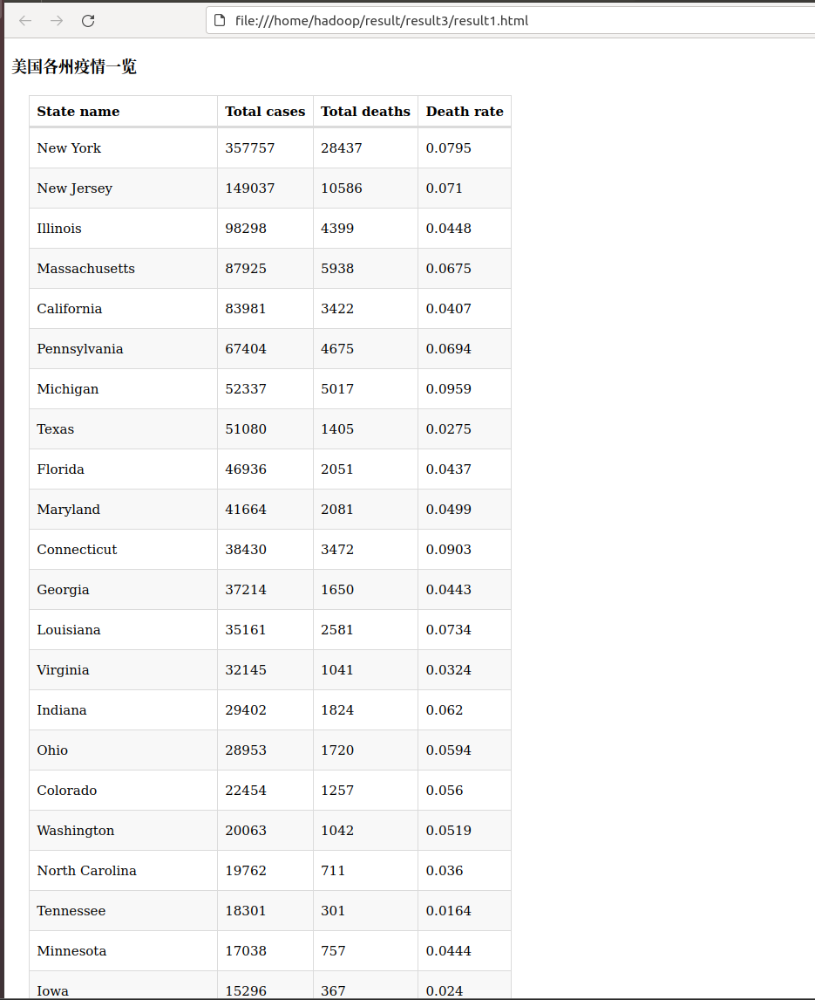 file:///home/hadoop/result/result3/result1.html
美国各州疫情一览
State name Total cases Total deaths Death rate
New York 357757 28437 0.0795
New Jersey 149037 10586 0.071
Illinois 98298 4399 0.0448
Massachusetts 87925 5938 0.0675
California 83981 3422 0.0407
Pennsylvania 67404 4675 0.0694
Michigan 52337 5017 0.0959
Texas 51080 1405 0.0275
Florida 46936 2051 0.0437
Maryland 41664 2081 0.0499
Connecticut 38430 3472 0.0903
Georgia 37214 1650 0.0443
Louisiana 35161 2581 0.0734
Virginia 32145 1041 0.0324
Indiana 29402 1824 0.062
Ohio 28953 1720 0.0594
Colorado 22454 1257 0.056
Washington 20063 1042 0.0519
North Carolina 19762 711 0.036
Tennessee 18301 301 0.0164
Minnesota 17038 757 0.0444
Iowa 15296 367 0.024